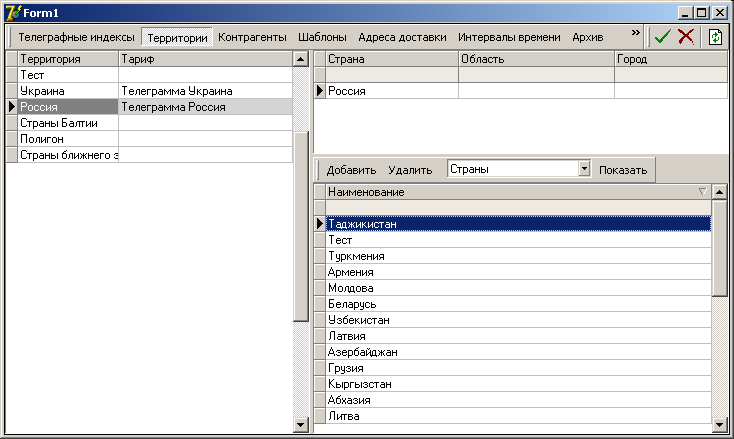 Form1
Телеграфные индексы Территории Контрагенты Шаблоны Адреса доставки Интервалы времени Архив
Территория Тариф
Тест
Украина Телеграмма Украина
Россия Телеграмма Россия
Страны Балтии
Полигон
Страны ближнего з
Страна Область Город
Россия
Добавить Удалить Страны Показать
Наименование
Таджикистан
Тест
Туркмения
Армения
Молдова
Беларусь
Узбекистан
Латвия
Азербайджан
Грузия
Кыргызстан
Абхазия
Литва